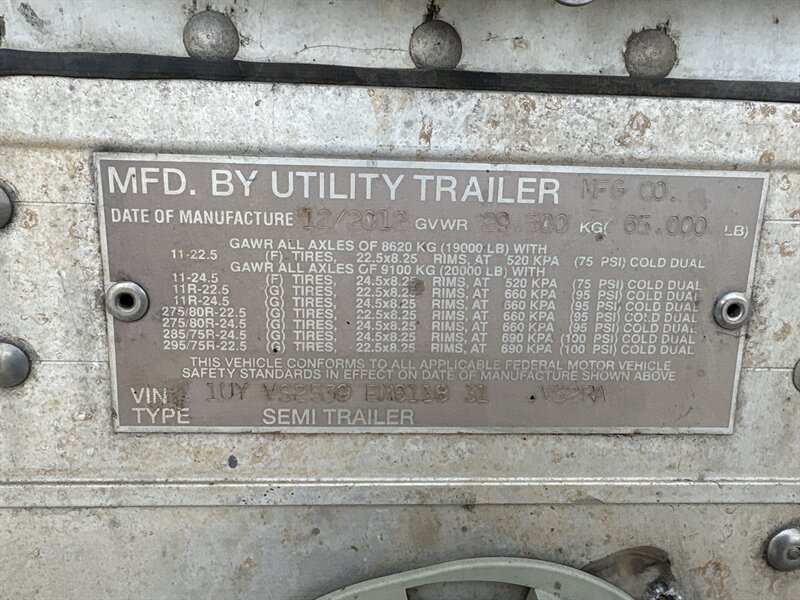 MFD. BY UTILITY TRAILER MFG CO.
DATE OF MANUFACTURE 12/2012 GVWR KG( 65.000 LB)
GAWR ALL AXLES OF 8620 KG (19000 LB) WITH
11-22.5 (F) TIRES, 22.5x8.25 RIMS, AT 520 KPA (75 PSI) COLD DUAL
GAWR ALL AXLES OF 9100 KG (20000 LB) WITH
11-24.5 (F) TIRES, 24.5x8.25 RIMS, AT 520 KPA (75 PSI) COLD DUAL
11R-22.5 (G) TIRES, 22.5x8.25 RIMS, AT 660 KPA (95 PSI) COLD DUAL
11R-24.5 (G) TIRES, 24.5x8.25 RIMS, AT 660 KPA (95 PSI) COLD DUAL
275/80R-22.5 (G) TIRES, 22.5x8.25 RIMS, AT 660 KPA (95 PSI) COLD DUAL
275/80R-24.5 (G) TIRES, 24.5x8.25 RIMS, AT 660 KPA (95 PSI) COLD DUAL
285/75R-24.5 (G) TIRES, 24.5x8.25 RIMS, AT 690 KPA (100 PSI) COLD DUAL
295/75R-22.5 (G) TIRES, 22.5x8.25 RIMS, AT 690 KPA (100 PSI) COLD DUAL
THIS VEHICLE CONFORMS TO ALL APPLICABLE FEDERAL MOTOR VEHICLE
SAFETY STANDARDS IN EFFECT ON DATE OF MANUFACTURE SHOWN ABOVE
VIN 1UY 31 VS2RA
TYPE SEMI TRAILER